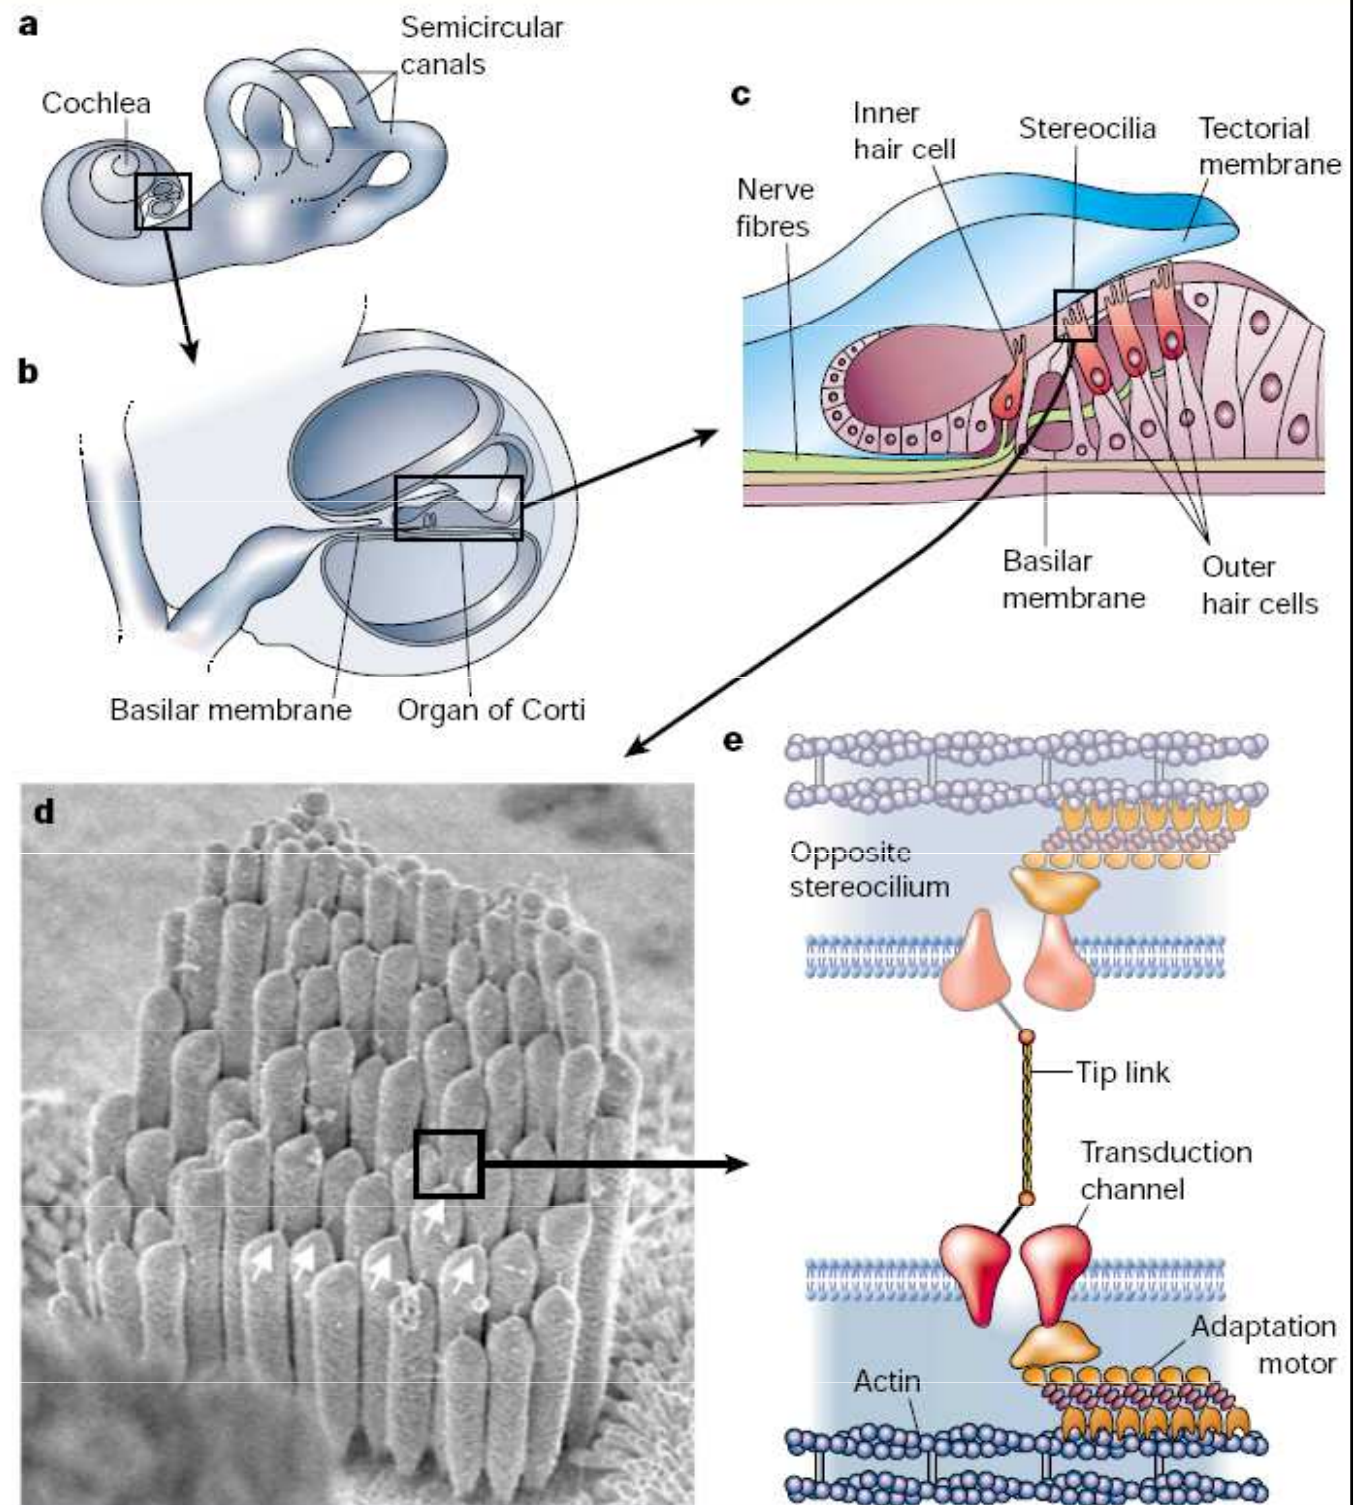 a
Semicircular
canals
Cochlea
b
Basilar membrane
Organ of Corti
c
Inner
hair cell
Stereocilia
Tectorial
membrane
Nerve
fibres
Basilar
membrane
Outer
hair cells
d
e
Opposite
stereocilium
Tip link
Transduction
channel
Adaptation
motor
Actin